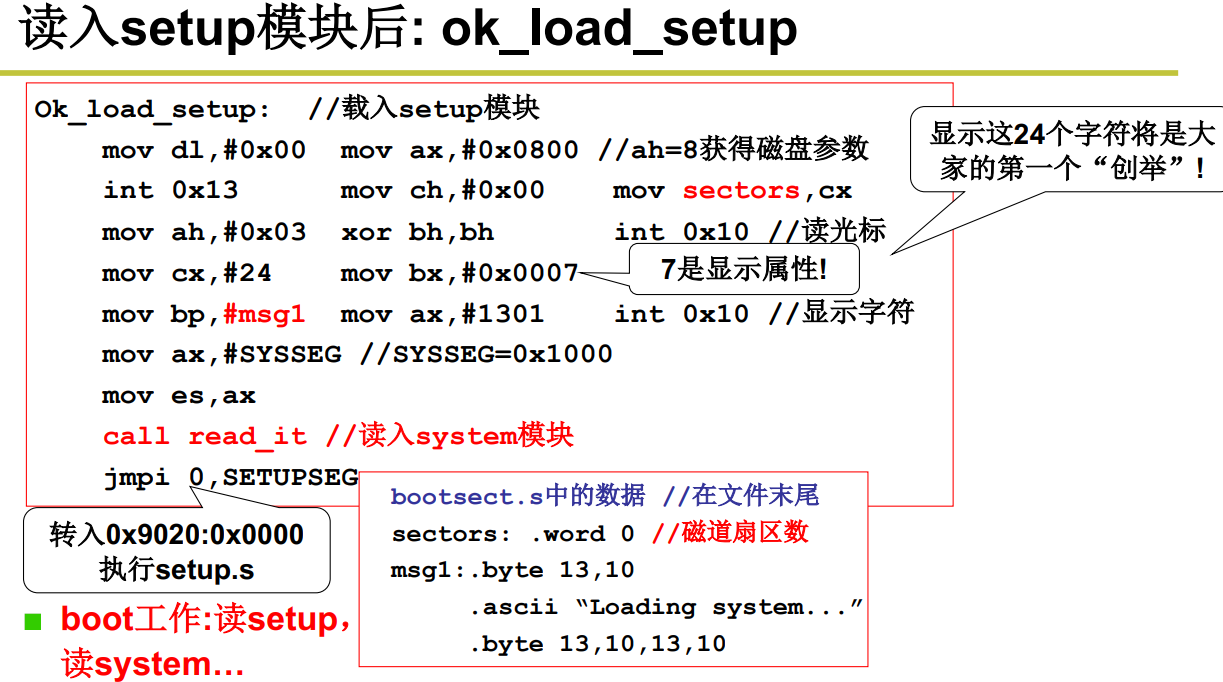 读入setup模块后: ok_load_setup
Ok_load_setup: //载入setup模块
mov dl,#0x00 mov ax,#0x0800 //ah=8获得磁盘参数
int 0x13 mov ch,#0x00 mov sectors,cx
mov ah,#0x03 xor bh,bh int 0x10 //读光标
mov cx,#24 mov bx,#0x0007
mov bp,#msg1 mov ax,#1301 int 0x10 //显示字符
mov ax,#SYSSEG //SYSSEG=0x1000
mov es,ax
call read_it //读入system模块
jmpi 0,SETUPSEG
显示这24个字符将是大
家的第一个“创举”!
7是显示属性!
转入0x9020:0x0000
执行setup.s
bootsect.s中的数据 //在文件末尾
sectors: .word 0 //磁道扇区数
msg1:.byte 13,10
.ascii “Loading system...”
.byte 13,10,13,10
boot工作:读setup，
读system…